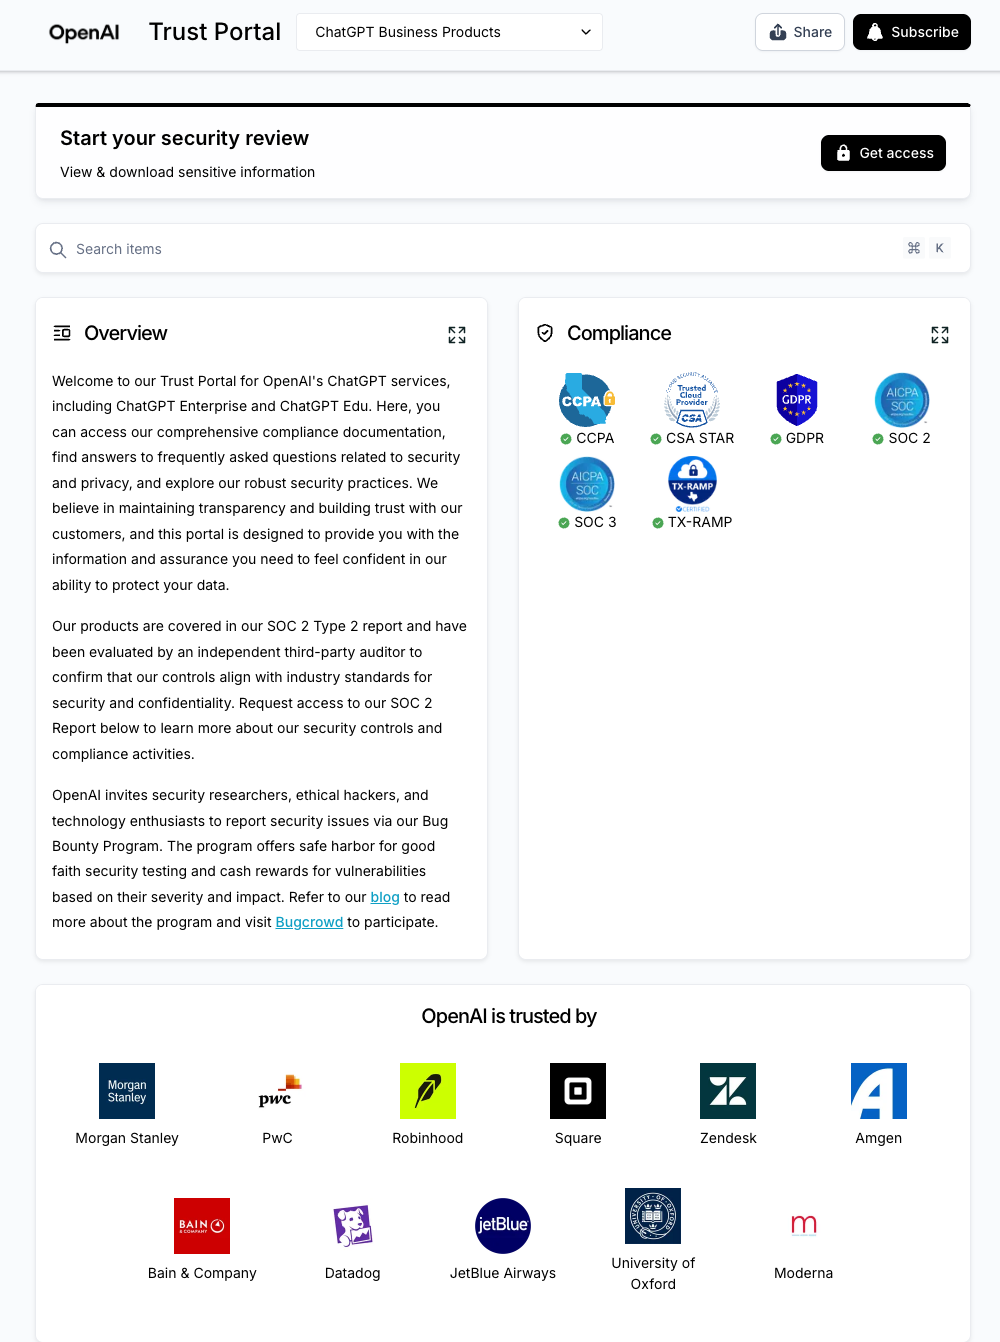 OpenAI
Trust Portal
ChatGPT Business Products
Share
Subscribe
Start your security review
View & download sensitive information
Get access
Search items
⌘ K
Overview
Welcome to our Trust Portal for OpenAI's ChatGPT services,
including ChatGPT Enterprise and ChatGPT Edu. Here, you
can access our comprehensive compliance documentation,
find answers to frequently asked questions related to security
and privacy, and explore our robust security practices. We
believe in maintaining transparency and building trust with our
customers, and this portal is designed to provide you with the
information and assurance you need to feel confident in our
ability to protect your data.
Our products are covered in our SOC 2 Type 2 report and have
been evaluated by an independent third-party auditor to
confirm that our controls align with industry standards for
security and confidentiality. Request access to our SOC 2
Report below to learn more about our security controls and
compliance activities.
OpenAI invites security researchers, ethical hackers, and
technology enthusiasts to report security issues via our Bug
Bounty Program. The program offers safe harbor for good
faith security testing and cash rewards for vulnerabilities
based on their severity and impact. Refer to our blog to read
more about the program and visit Bugcrowd to participate.
Compliance
CCPA
CCPA
CLOUD SECURITY ALLIANCE
Trusted
Cloud
Provider
CSA
CSA STAR
GDPR
GDPR
AICPA
SOC
SOC 2
AICPA
SOC
SOC 3
TX-RAMP
CERTIFIED
TX-RAMP
OpenAI is trusted by
Morgan
Stanley
Morgan Stanley
pwc
PwC
Robinhood
Square
Zendesk
Amgen
BAIN
& COMPANY
Bain & Company
Datadog
jetBlue
JetBlue Airways
UNIVERSITY OF OXFORD
University of
Oxford
m
Moderna